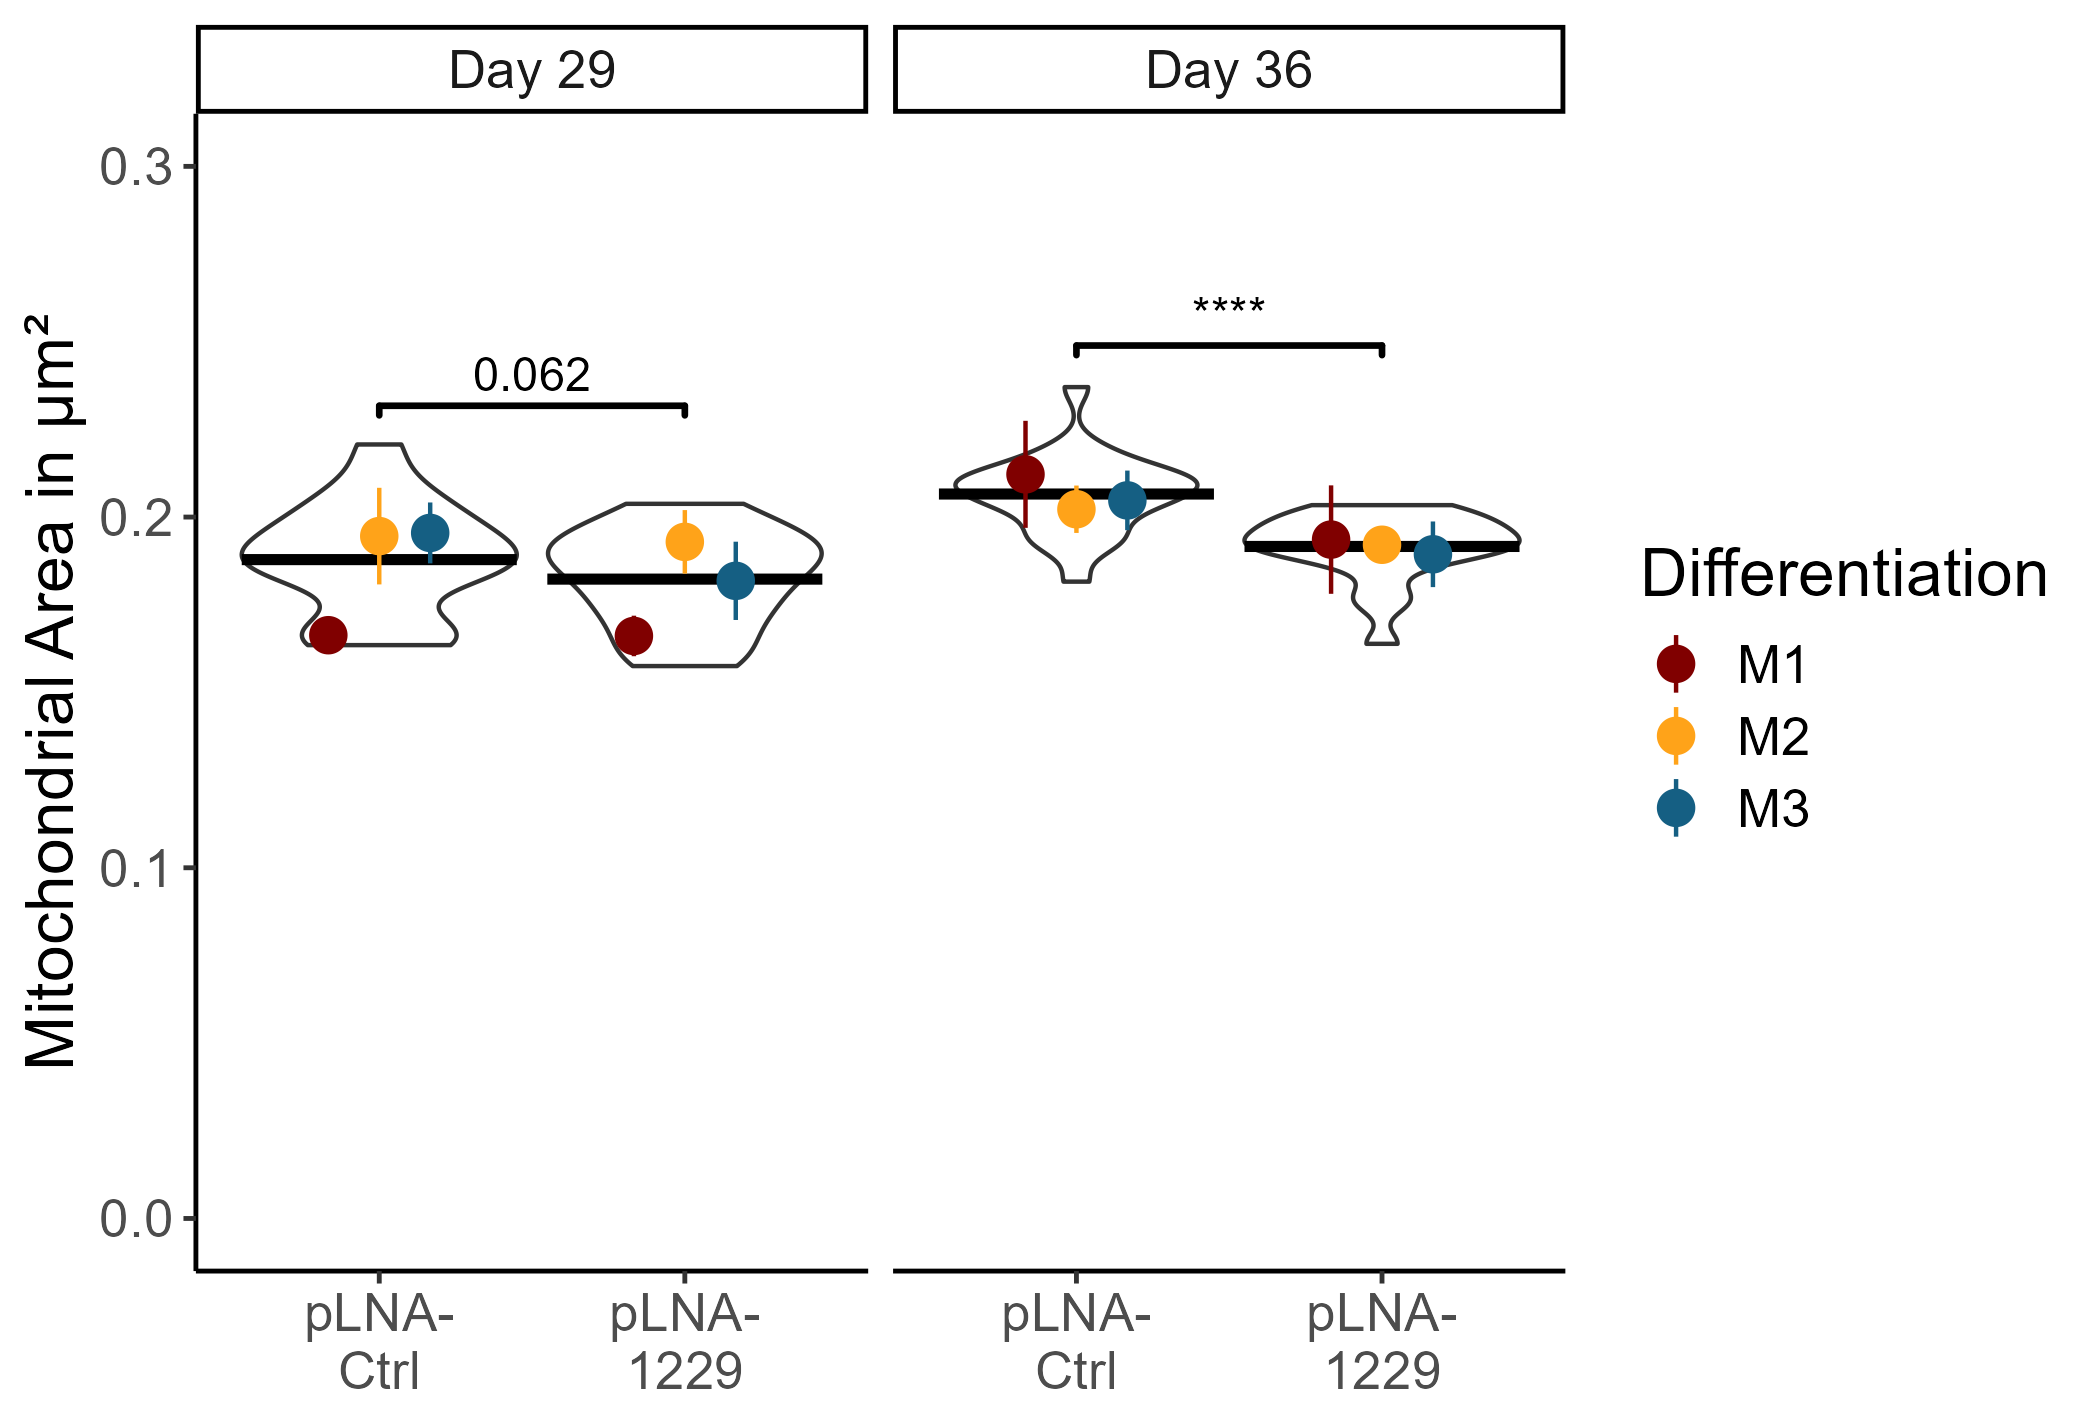 Day 29
Day 36
Mitochondrial Area in µm²
0.3
0.2
0.1
0.0
0.062
****
pLNA-
Ctrl
pLNA-
1229
pLNA-
Ctrl
pLNA-
1229
Differentiation
M1
M2
M3